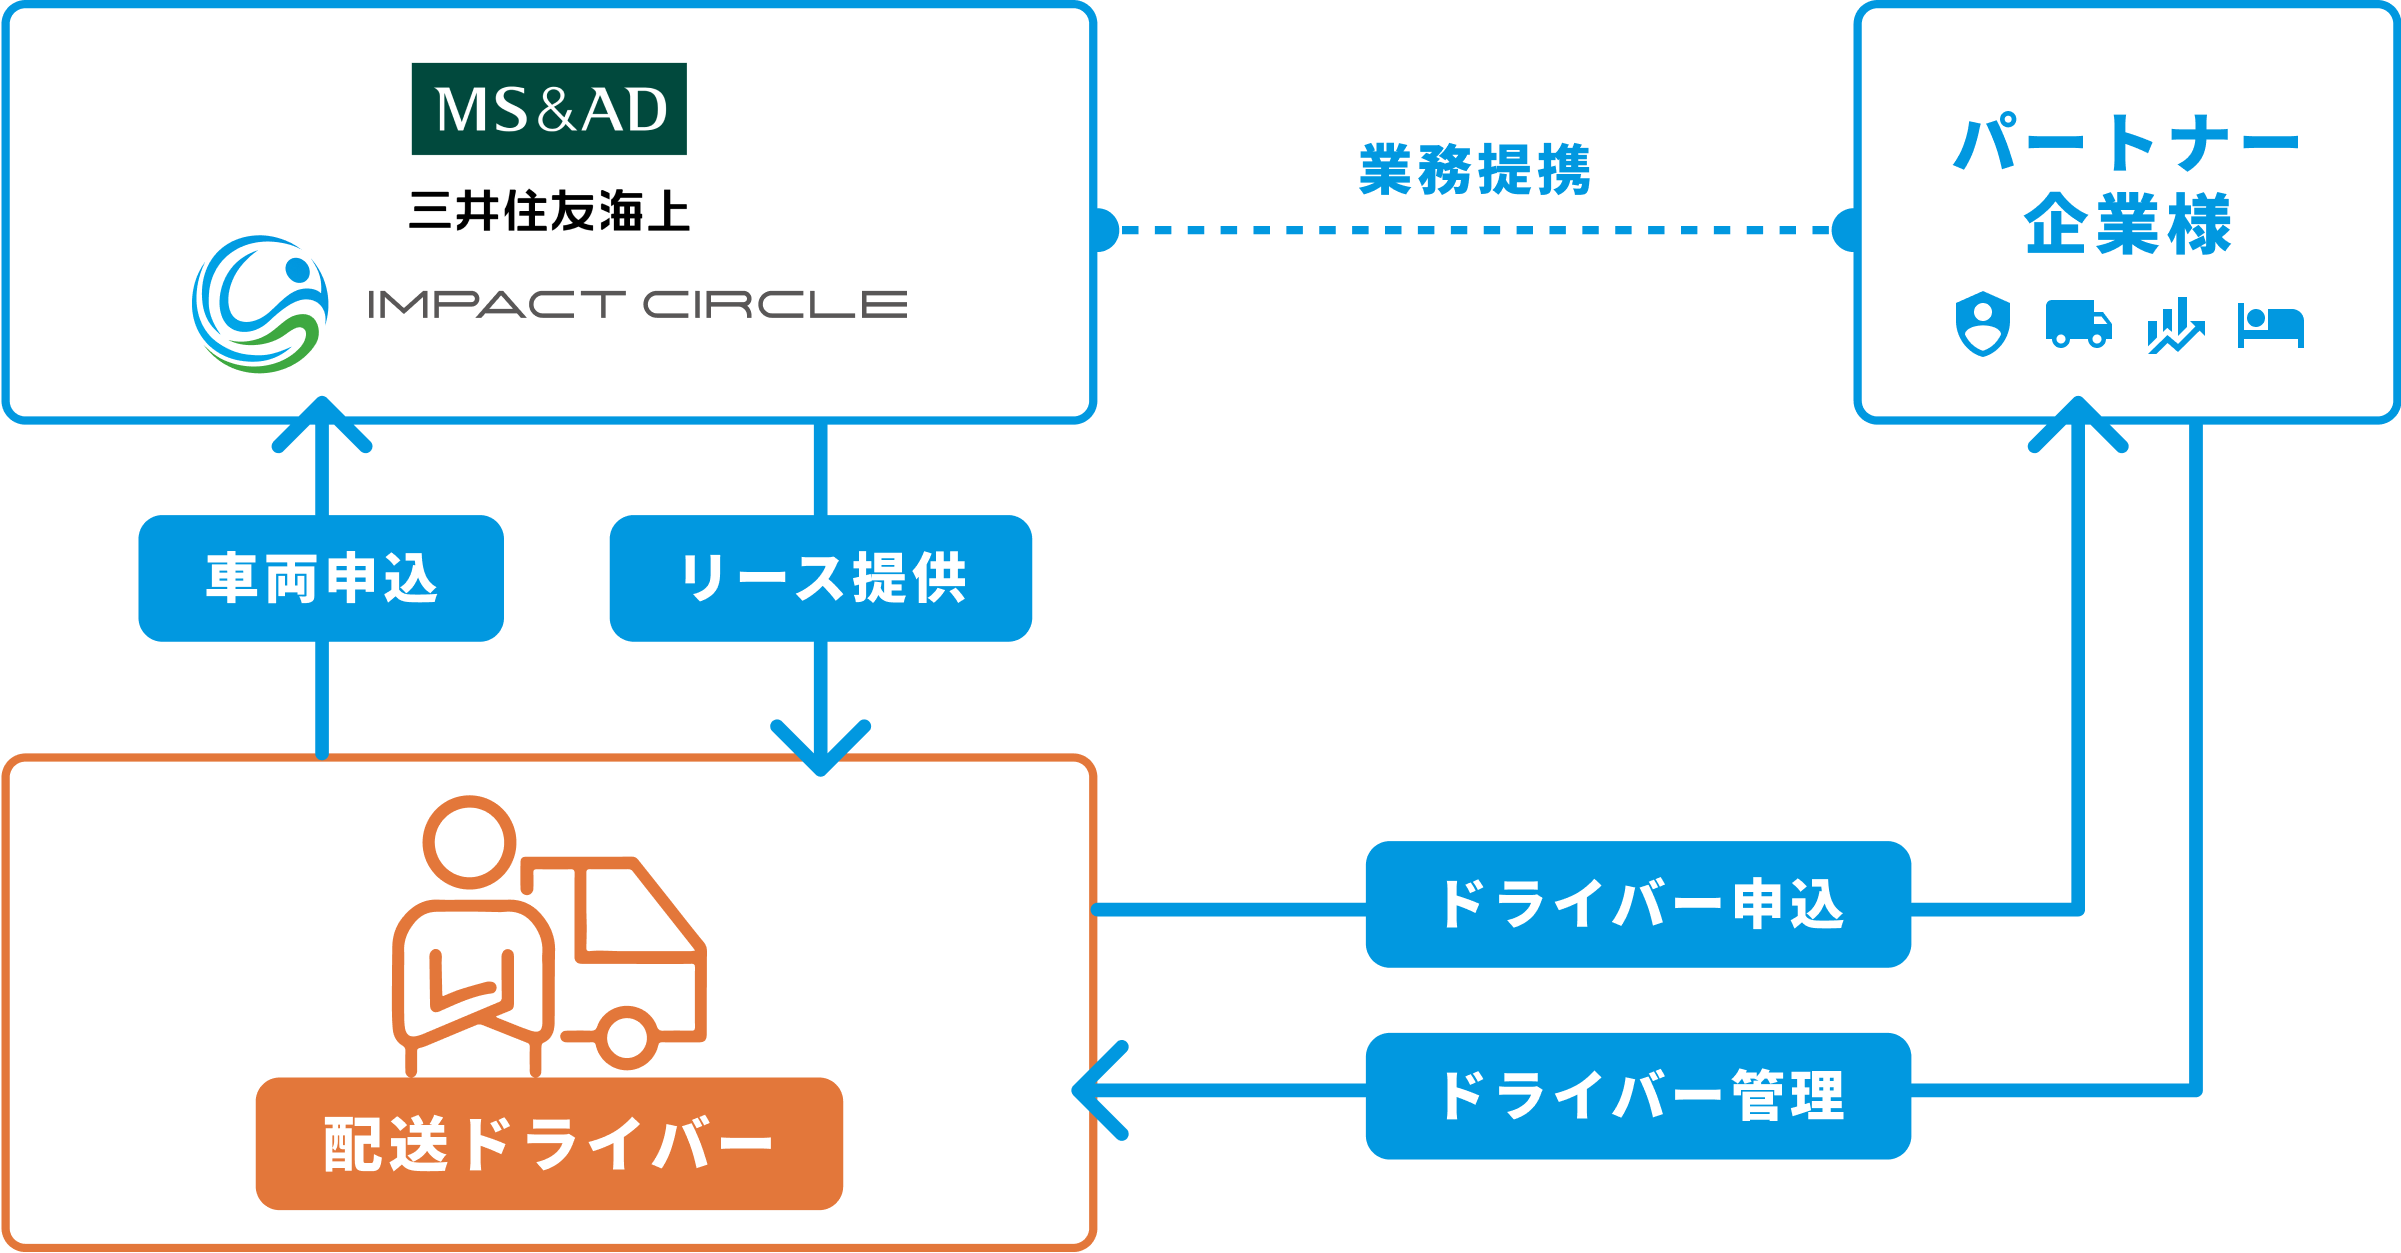 MS&AD
三井住友海上
IMPACT CIRCLE
業務提携
パートナー
企業様
車両申込
リース提供
ドライバー申込
ドライバー管理
配送ドライバー